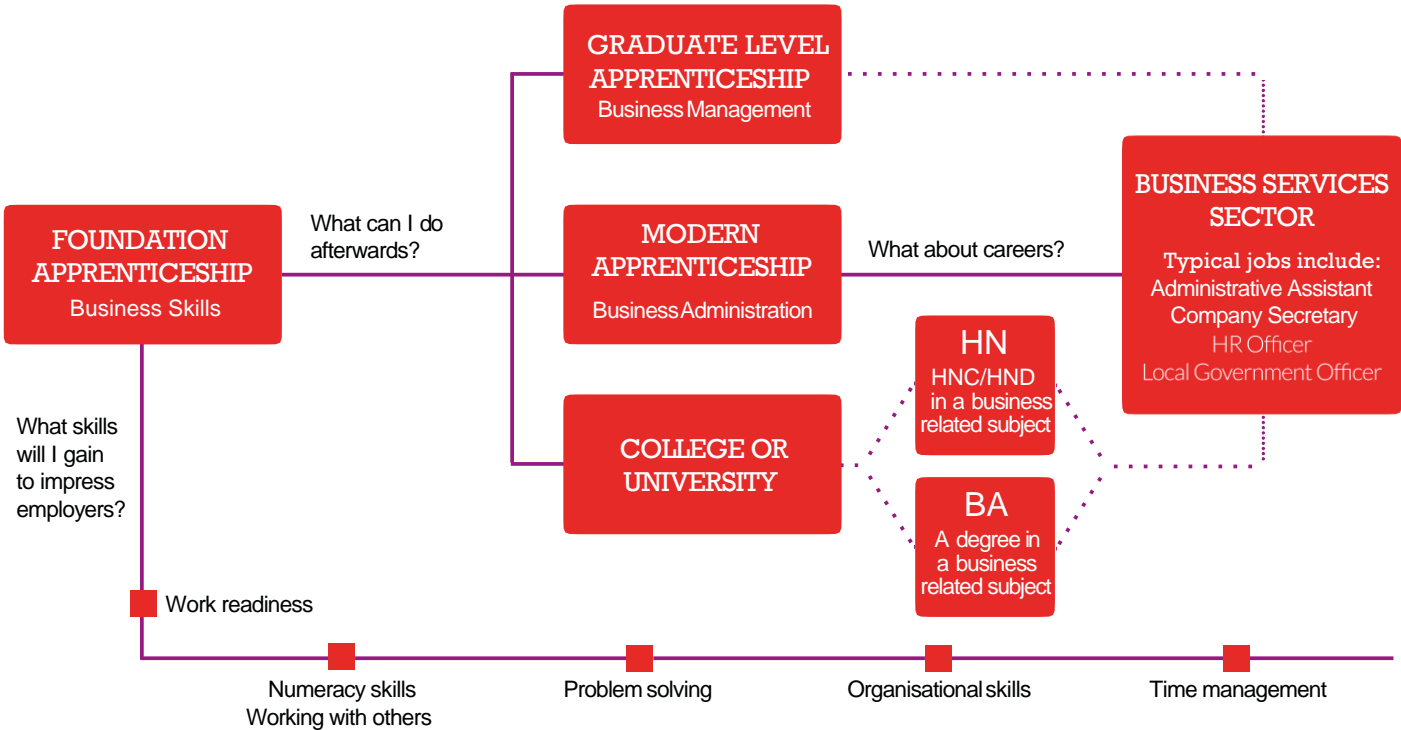 GRADUATE LEVEL
APPRENTICESHIP
Business Management
FOUNDATION
APPRENTICESHIP
Business Skills
What can I do
afterwards?
MODERN
APPRENTICESHIP
Business Administration
What about careers?
BUSINESS SERVICES
SECTOR
Typical jobs include:
Administrative Assistant
Company Secretary
HR Officer
Local Government Officer
COLLEGE OR
UNIVERSITY
HN
HNC/HND
in a business
related subject
BA
A degree in
a business
related subject
What skills
will I gain
to impress
employers?
Work readiness
Numeracy skills
Working with others
Problem solving
Organisational skills
Time management